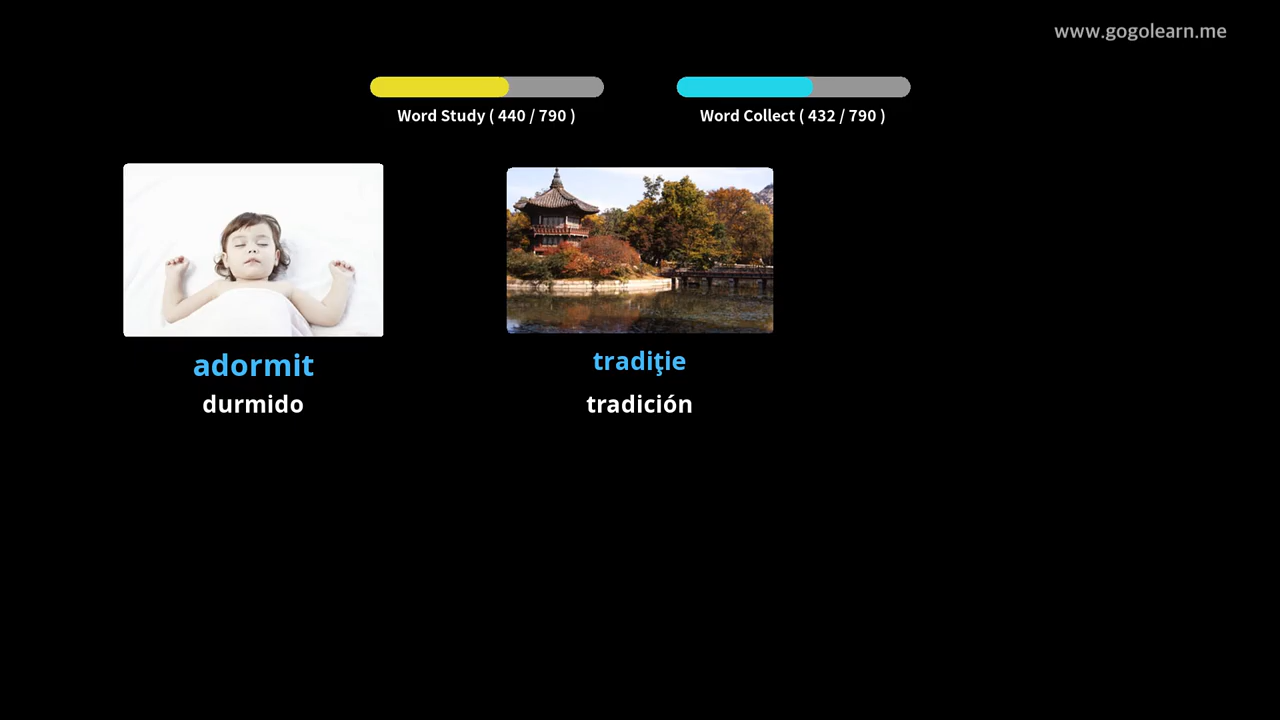 www.gogolearn.me
Word Study ( 440 / 790 )
Word Collect ( 432 / 790 )
adormit
durmido
tradiţie
tradición